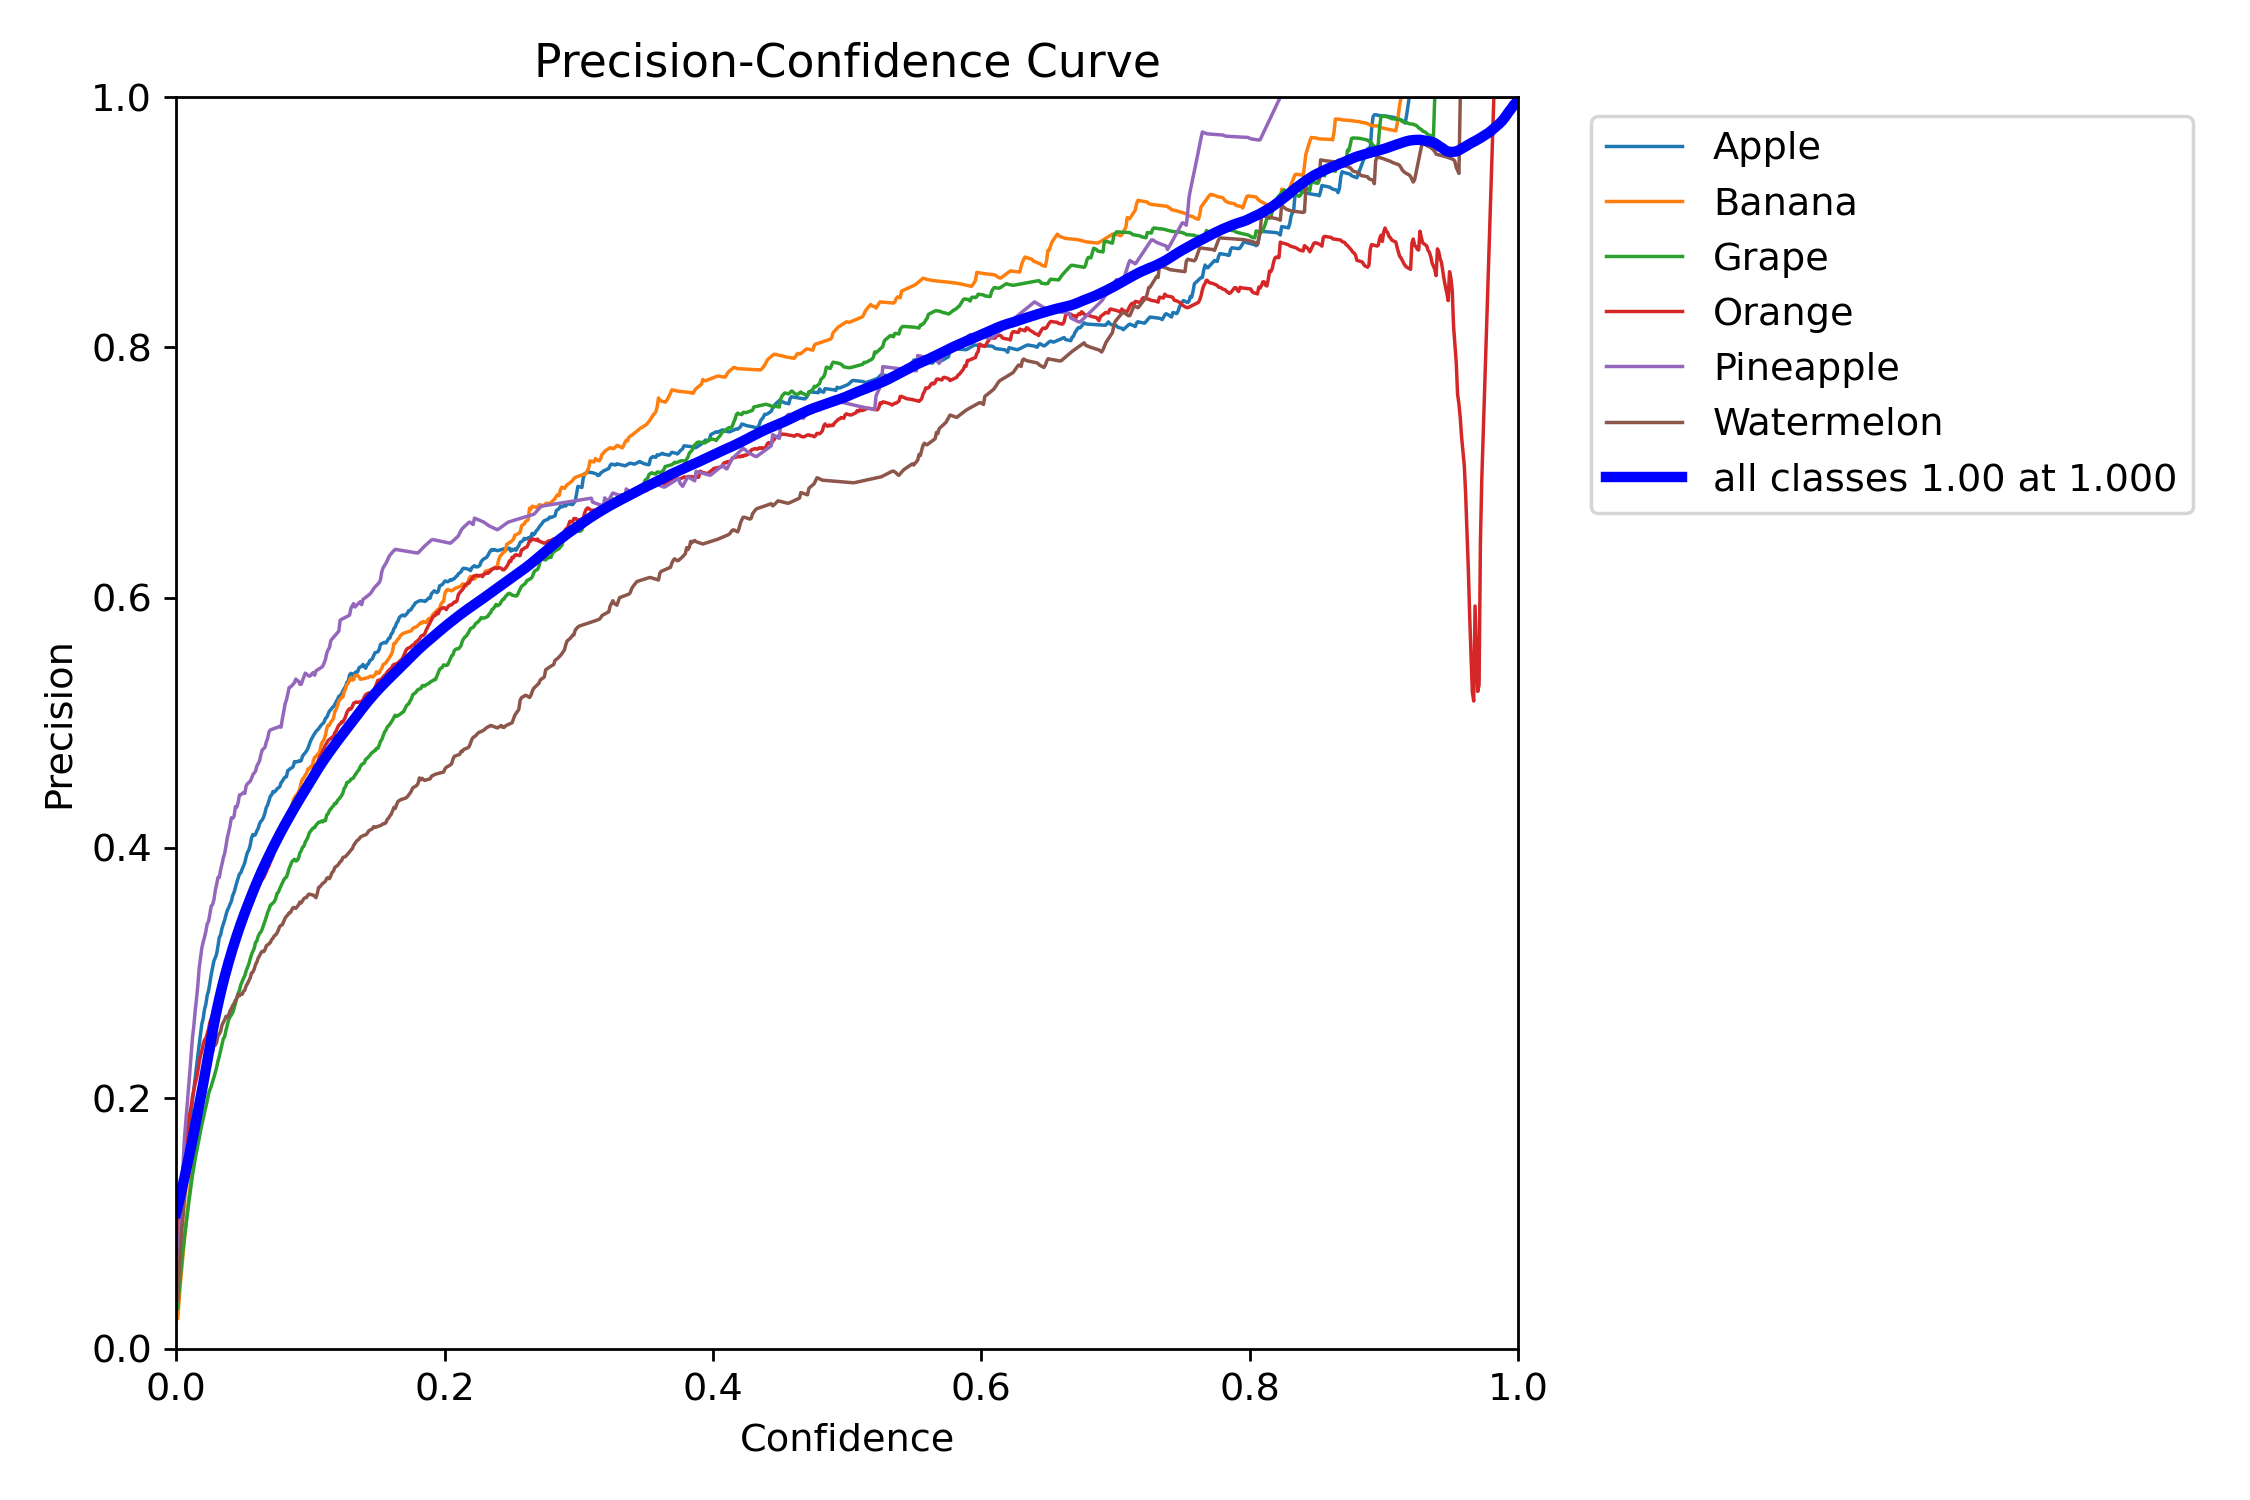 Precision-Confidence Curve
1.0
0.8
0.6
0.4
0.2
0.0
Precision
0.0 0.2 0.4 0.6 0.8 1.0
Confidence
Apple
Banana
Grape
Orange
Pineapple
Watermelon
all classes 1.00 at 1.000